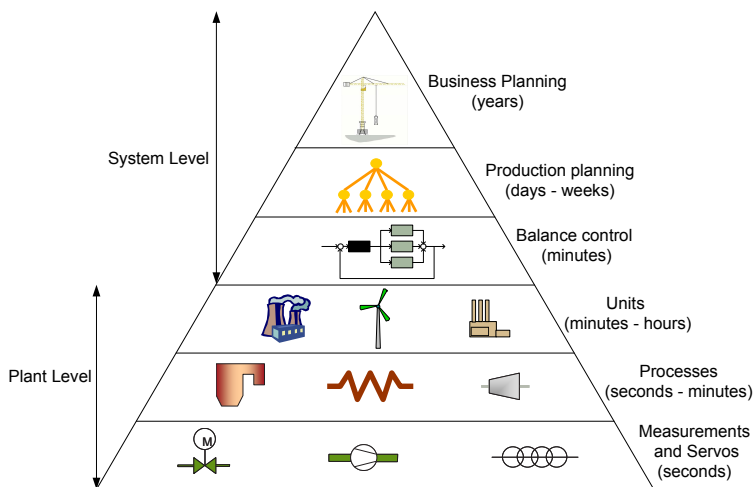 Business Planning
(years)
System Level
Production planning
(days - weeks)
Balance control
(minutes)
Units
(minutes - hours)
Plant Level
Processes
(seconds - minutes)
Measurements
and Servos
(seconds)
M